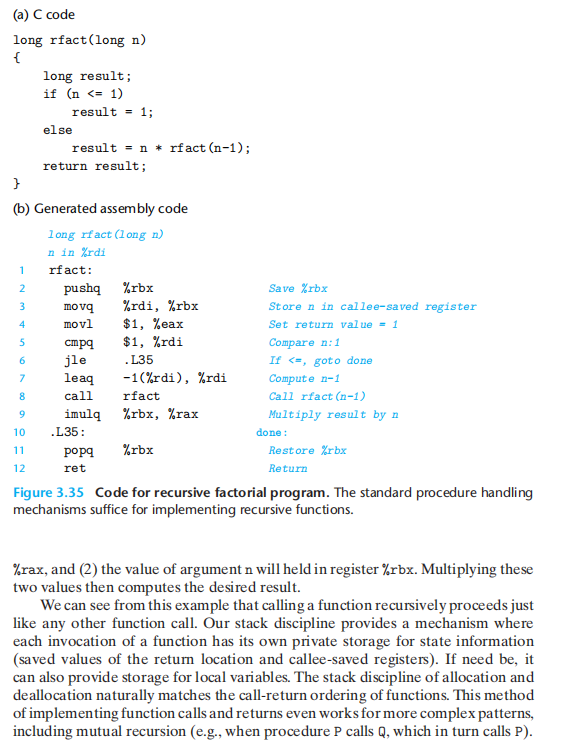 (a) C code
long rfact(long n)
{
    long result;
    if (n <= 1)
        result = 1;
    else
        result = n * rfact(n-1);
    return result;
}
(b) Generated assembly code
long rfact(long n)
n in %rdi
1 rfact:
2 pushq %rbx Save %rbx
3 movq %rdi, %rbx Store n in callee-saved register
4 movl $1, %eax Set return value = 1
5 cmpq $1, %rdi Compare n:1
6 jle .L35 If <=, goto done
7 leaq -1(%rdi), %rdi Compute n-1
8 call rfact Call rfact(n-1)
9 imulq %rbx, %rax Multiply result by n
10 .L35: done:
11 popq %rbx Restore %rbx
12 ret Return
Figure 3.35 Code for recursive factorial program. The standard procedure handling
mechanisms suffice for implementing recursive functions.
%rax, and (2) the value of argument n will held in register %rbx. Multiplying these
two values then computes the desired result.
We can see from this example that calling a function recursively proceeds just
like any other function call. Our stack discipline provides a mechanism where
each invocation of a function has its own private storage for state information
(saved values of the return location and callee-saved registers). If need be, it
can also provide storage for local variables. The stack discipline of allocation and
deallocation naturally matches the call-return ordering of functions. This method
of implementing function calls and returns even works for more complex patterns,
including mutual recursion (e.g., when procedure P calls Q, which in turn calls P).